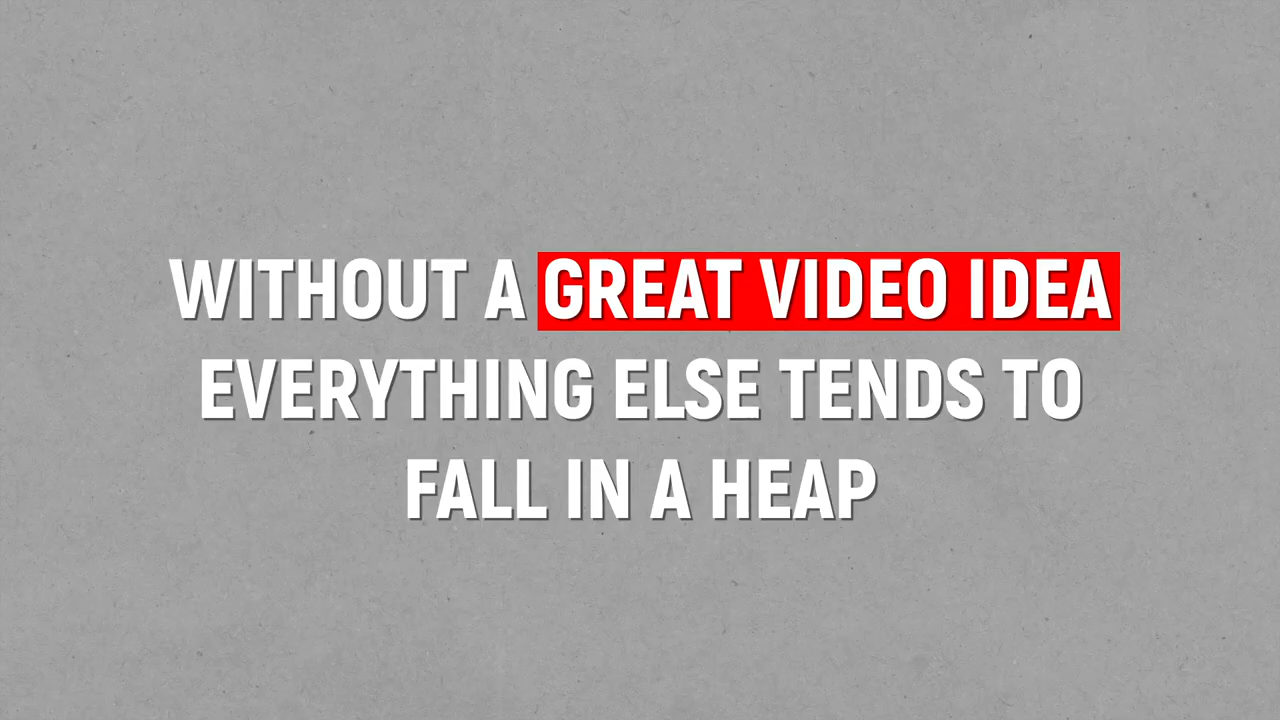 WITHOUT A GREAT VIDEO IDEA
EVERYTHING ELSE TENDS TO
FALL IN A HEAP